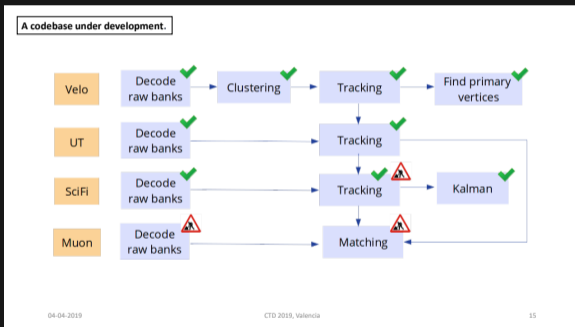 A codebase under development.
Velo
Decode
raw banks
Clustering
Tracking
Find primary
vertices
UT
Decode
raw banks
Tracking
SciFi
Decode
raw banks
Tracking
Kalman
Muon
Decode
raw banks
Matching
04-04-2019
CTD 2019, Valencia
15